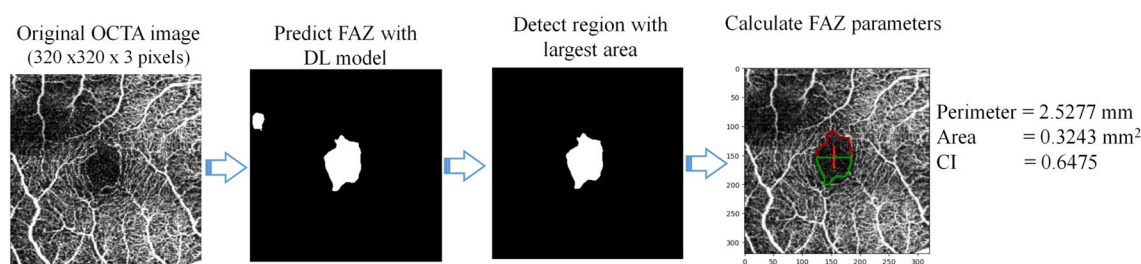 Original OCTA image
(320 x320 x 3 pixels)
Predict FAZ with
DL model
Detect region with
largest area
Calculate FAZ parameters
0
50
100
150
200
250
300
0 50 100 150 200 250 300
Perimeter = 2.5277 mm
Area = 0.3243 mm²
CI = 0.6475